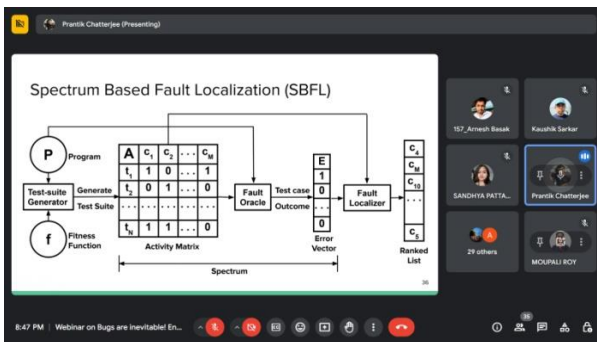 Prantik Chatterjee (Presenting)
Spectrum Based Fault Localization (SBFL)
P
Program
Test-suite
Generator
f
Fitness
Function
Generate
Test Suite
A C1 C2 ... CM
t1 1 0 ... 1
t2 0 1 ... 0
tN 1 1 ... 0
Activity Matrix
Fault
Oracle
Test case
Outcome
E
1
0
...
0
Error
Vector
Fault
Localizer
C4
CM
C10
...
C5
Ranked
List
Spectrum
36
157_Arnesh Basak
Kaushik Sarkar
SANDHYA PATTA...
Prantik Chatterjee
A
29 others
MOUPALI ROY
8:47 PM | Webinar on Bugs are inevitable! En...
36